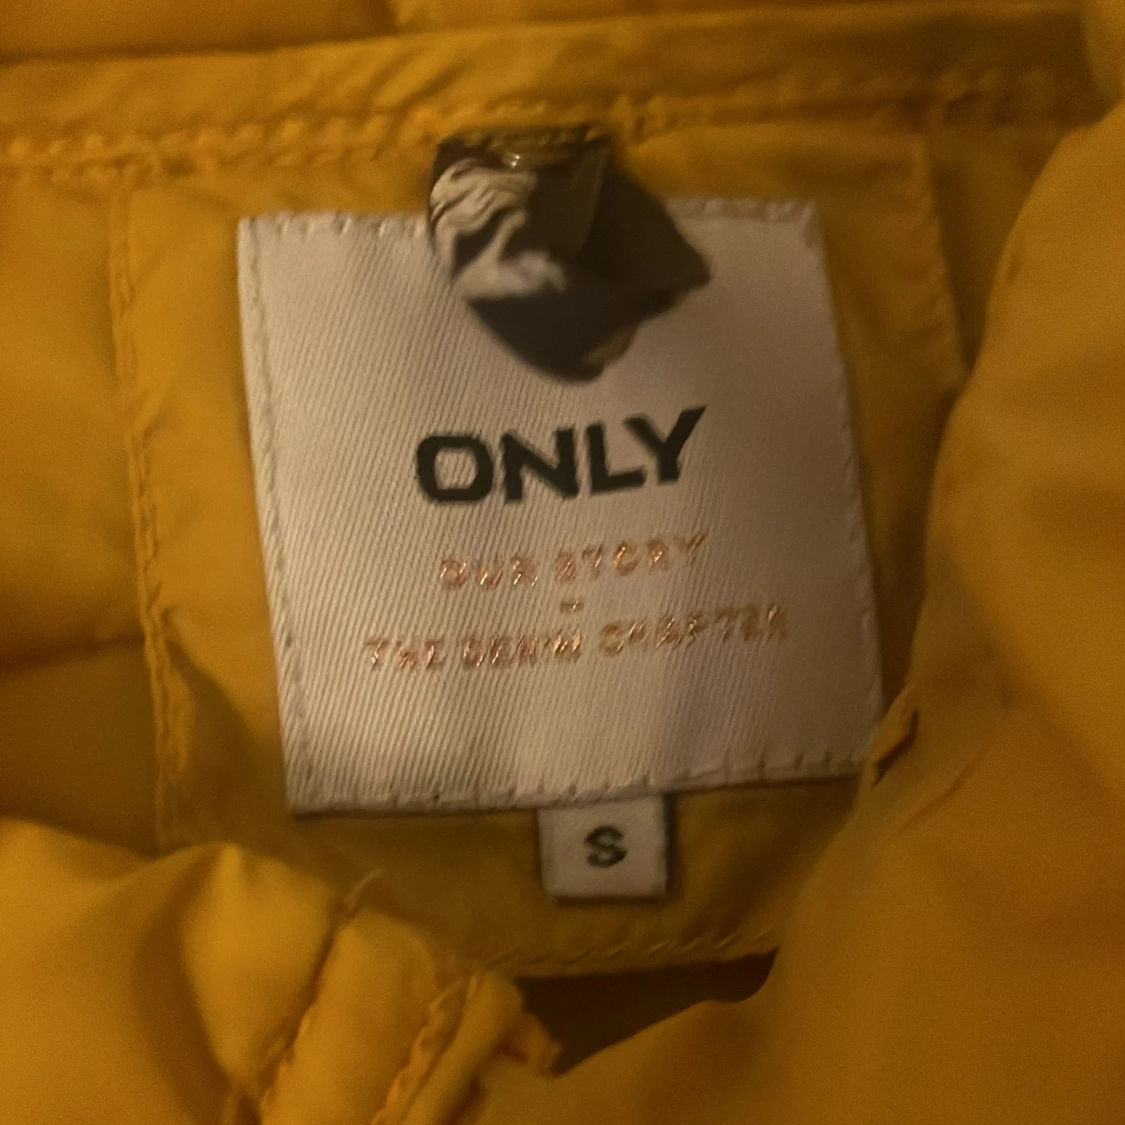 ONLY
OUR STORY
-
THE DENIM CHAPTER
S